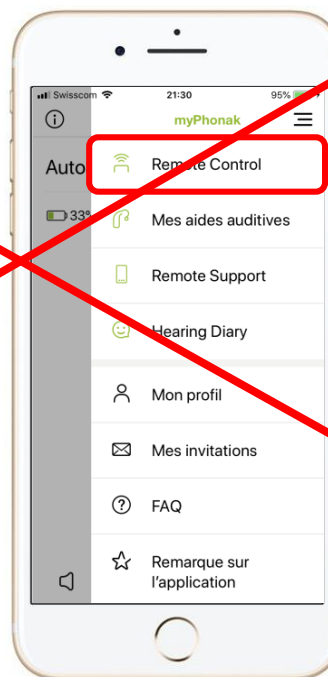 Swisscom 21:30 95%
myPhonak
Auto Remote Control
33% Mes aides auditives
Remote Support
Hearing Diary
Mon profil
Mes invitations
FAQ
Remarque sur
l'application